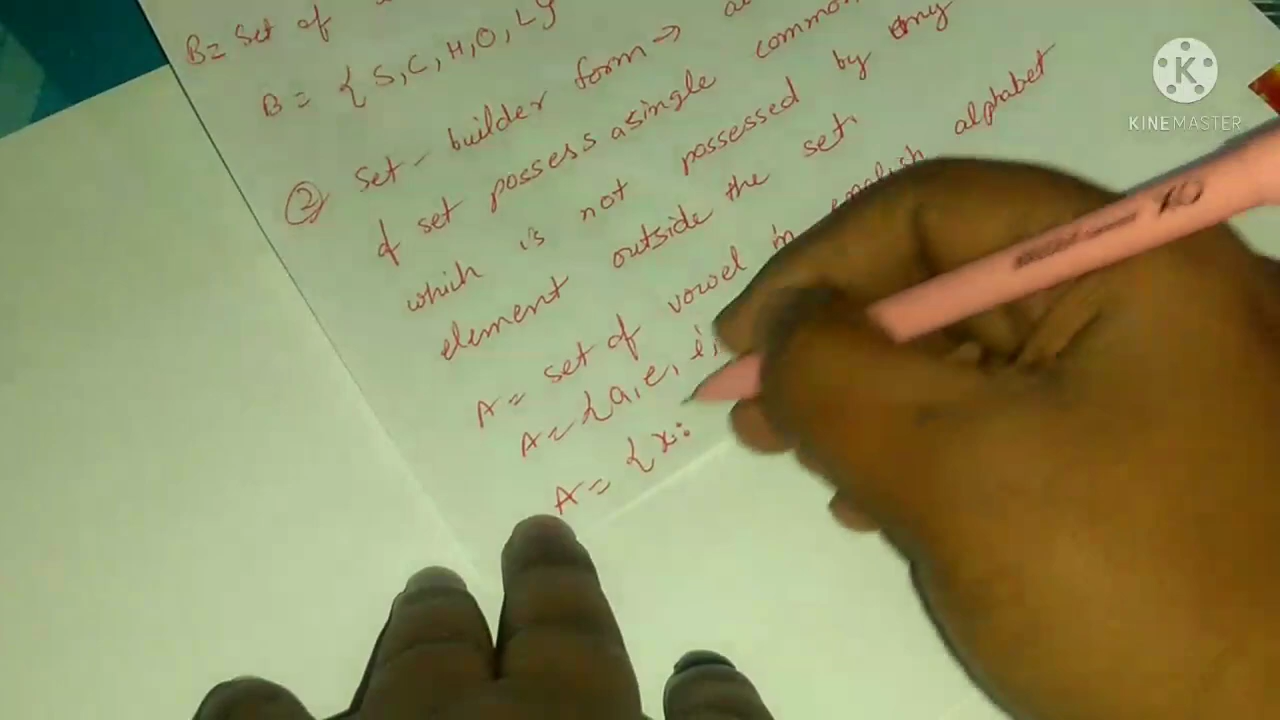 B= Set of
B = { S, C, H, O, L}
② Set-builder form →
of set possess a single common
which is not possessed by any
element outside the set.
A = set of vowel in english alphabet
A = {a, e, i,
A = {x:
KINEMASTER
XO